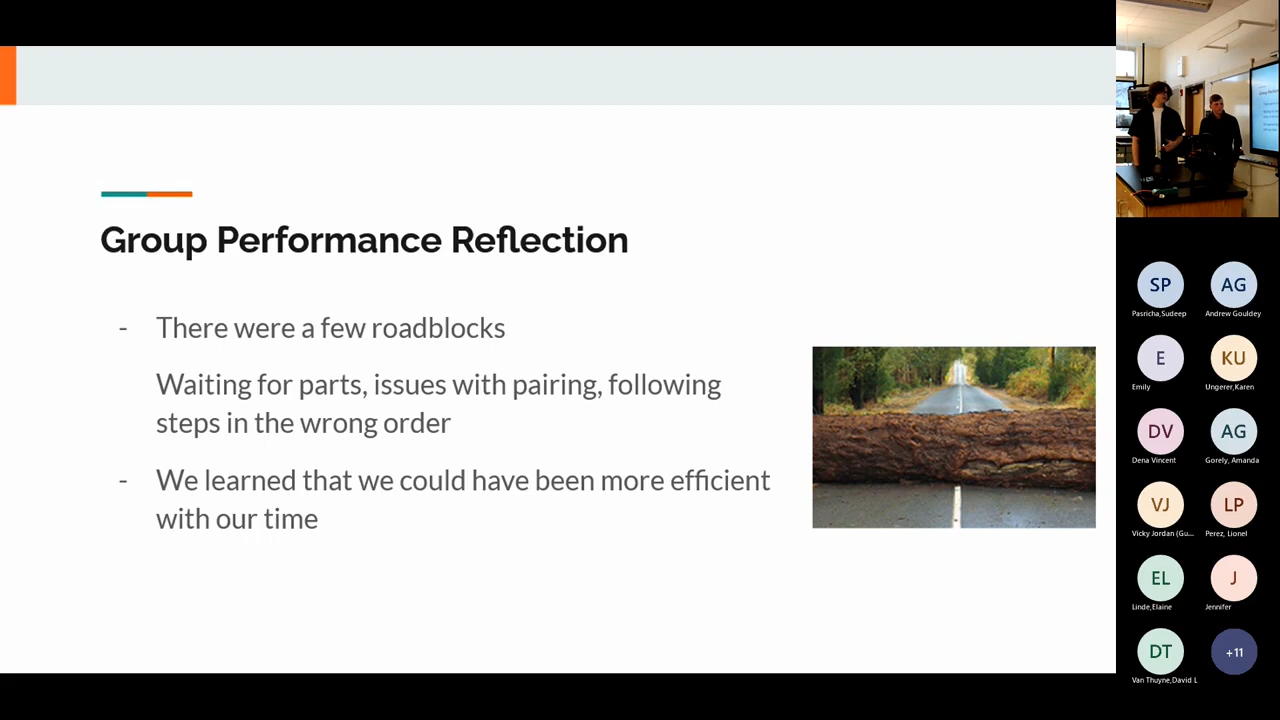 Group Performance Reflection
- There were a few roadblocks
Waiting for parts, issues with pairing, following
steps in the wrong order
- We learned that we could have been more efficient
with our time
SP
AG
Pasricha,Sudeep
Andrew Gouldey
E
KU
Emily
Ungerer,Karen
DV
AG
Dena Vincent
Gorely, Amanda
VJ
LP
Vicky Jordan (Gu...
Perez, Lionel
EL
J
Linde,Elaine
Jennifer
DT
+11
Van Thuyne,David L